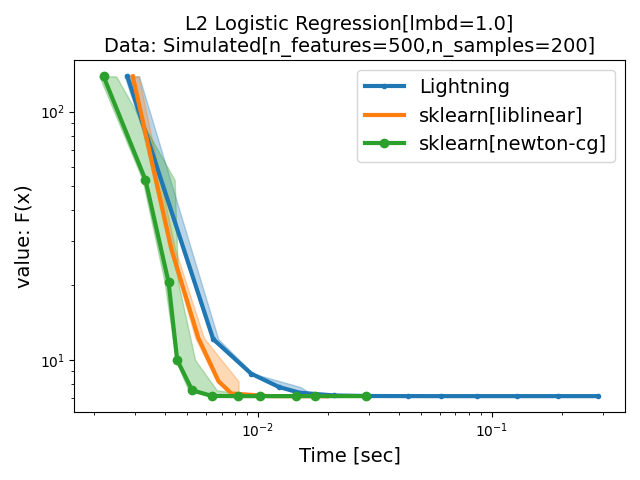 L2 Logistic Regression[lmbd=1.0]
Data: Simulated[n_features=500,n_samples=200]
value: F(x)
10²
10¹
Lightning
sklearn[liblinear]
sklearn[newton-cg]
10⁻²
10⁻¹
Time [sec]